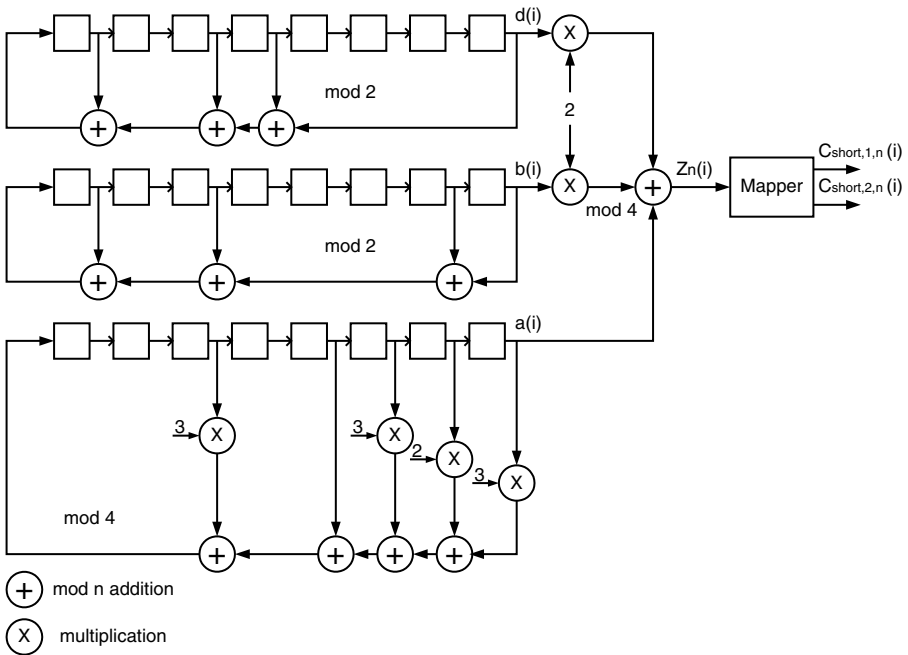 d(i)
X
mod 2
2
+ + +
b(i)
X
+
Zn(i)
Mapper
Cshort,1,n (i)
Cshort,2,n (i)
mod 4
mod 2
+ + +
a(i)
3 X
3 X
2 X
3 X
mod 4
+ + + +
+ mod n addition
X multiplication